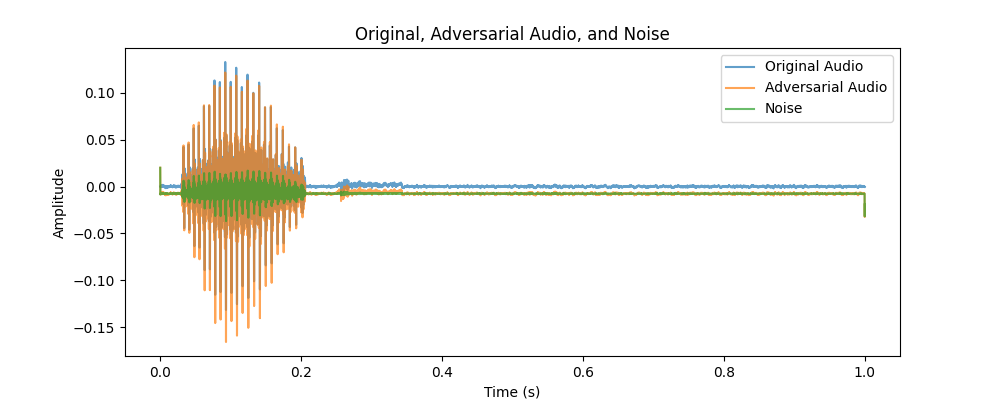 Original, Adversarial Audio, and Noise
Original Audio
Adversarial Audio
Noise
Amplitude
0.10
0.05
0.00
−0.05
−0.10
−0.15
0.0 0.2 0.4 0.6 0.8 1.0
Time (s)